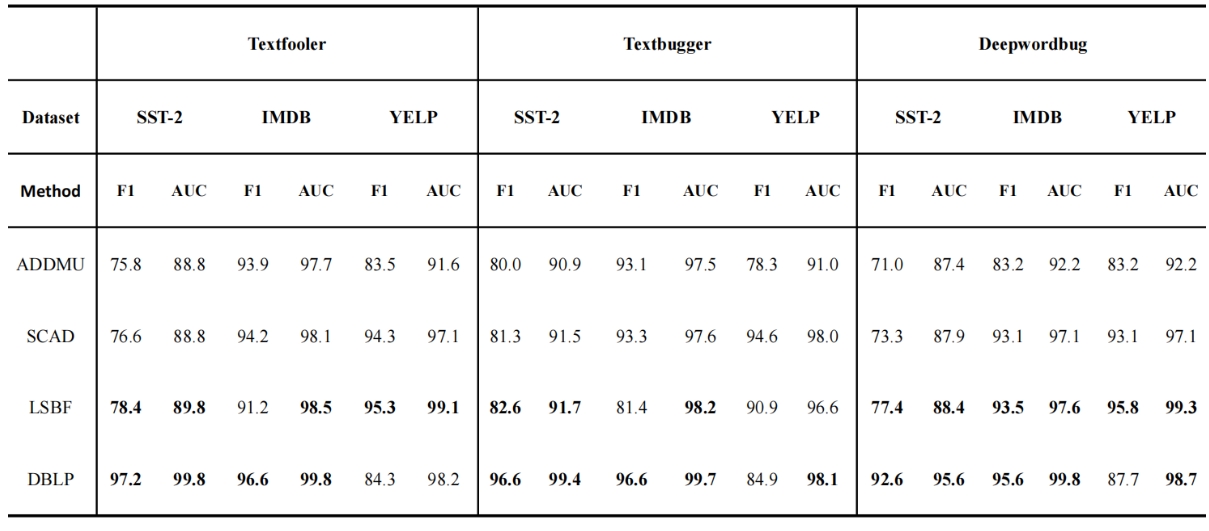 Textfooler Textbugger Deepwordbug
Dataset SST-2 IMDB YELP SST-2 IMDB YELP SST-2 IMDB YELP
Method F1 AUC F1 AUC F1 AUC F1 AUC F1 AUC F1 AUC F1 AUC F1 AUC F1 AUC
ADDMU 75.8 88.8 93.9 97.7 83.5 91.6 80.0 90.9 93.1 97.5 78.3 91.0 71.0 87.4 83.2 92.2 83.2 92.2
SCAD 76.6 88.8 94.2 98.1 94.3 97.1 81.3 91.5 93.3 97.6 94.6 98.0 73.3 87.9 93.1 97.1 93.1 97.1
LSBF 78.4 89.8 91.2 98.5 95.3 99.1 82.6 91.7 81.4 98.2 90.9 96.6 77.4 88.4 93.5 97.6 95.8 99.3
DBLP 97.2 99.8 96.6 99.8 84.3 98.2 96.6 99.4 96.6 99.7 84.9 98.1 92.6 95.6 95.6 99.8 87.7 98.7